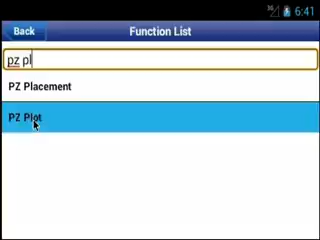 3G 6:41
Back Function List
pz pl
PZ Placement
PZ Plot